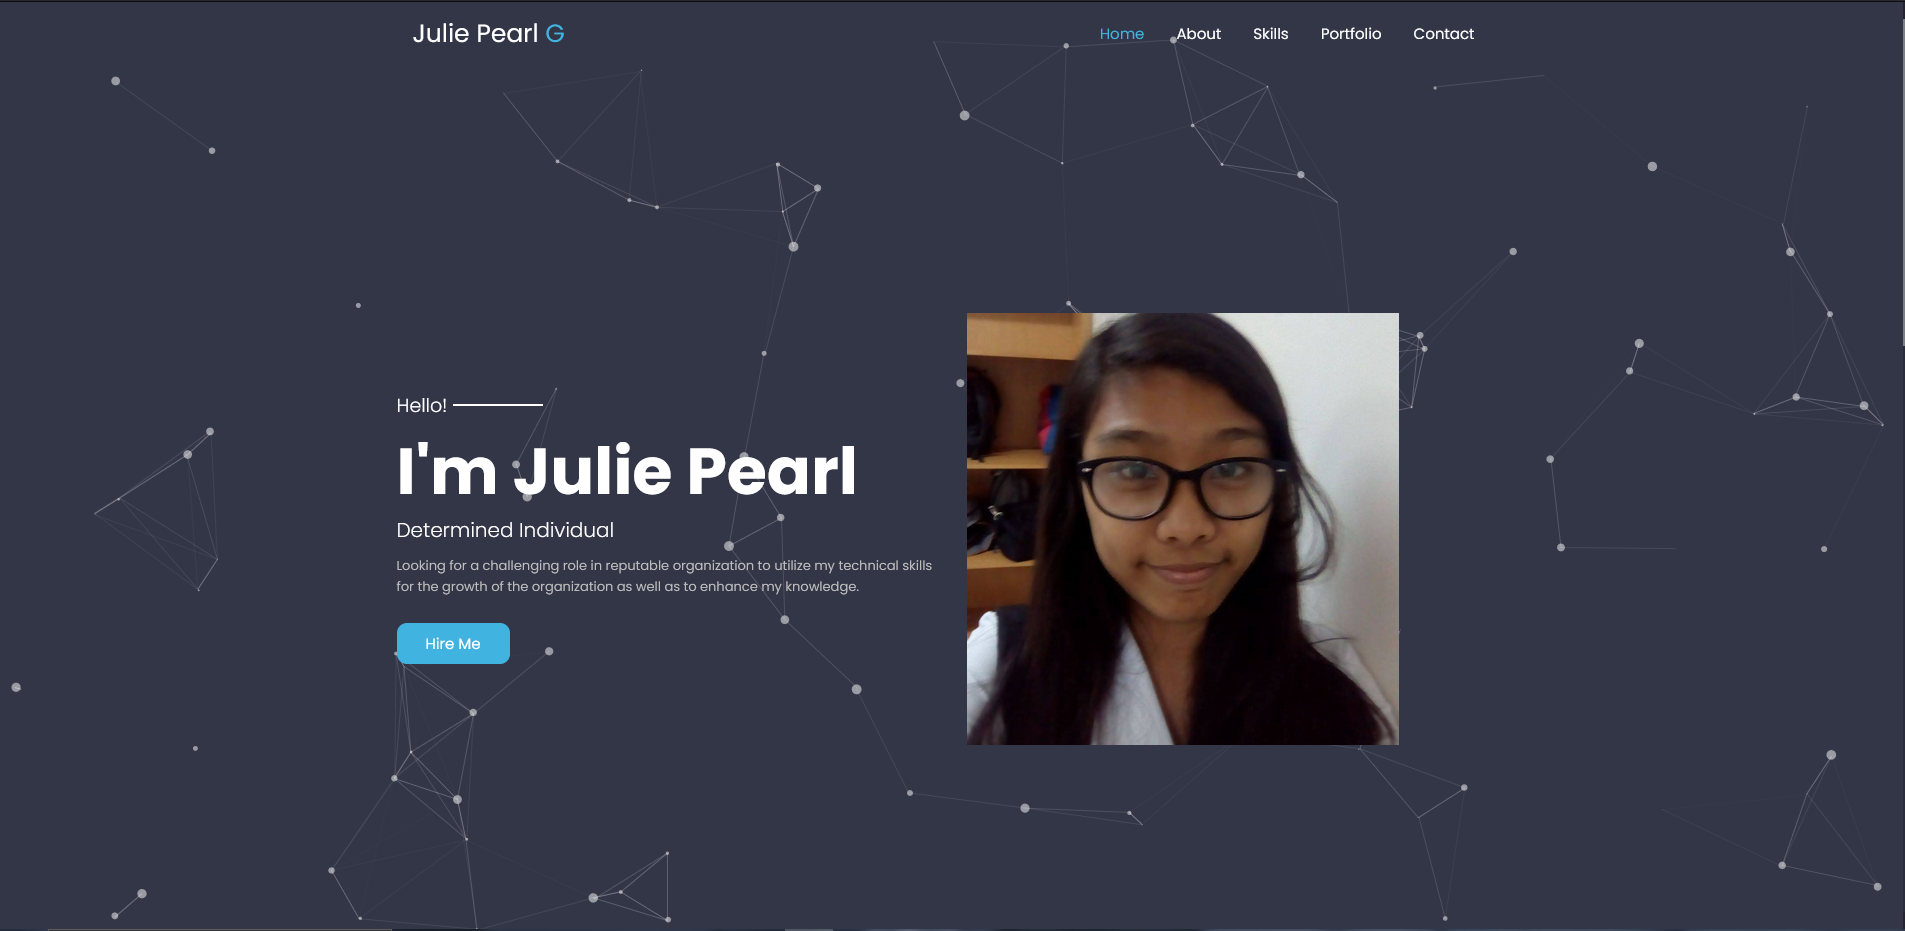 Julie Pearl G
Home About Skills Portfolio Contact
Hello!
I'm Julie Pearl
Determined Individual
Looking for a challenging role in reputable organization to utilize my technical skills
for the growth of the organization as well as to enhance my knowledge.
Hire Me